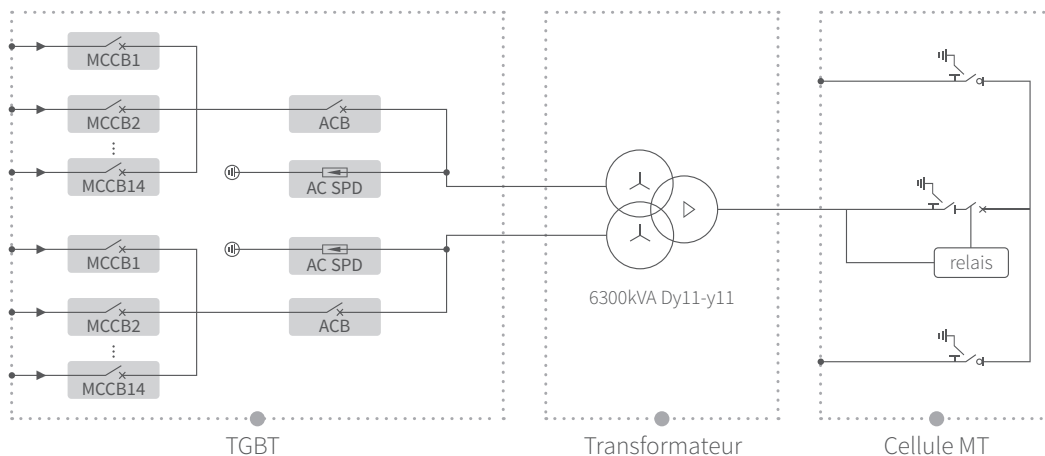 MCCB1
MCCB2
MCCB14
ACB
AC SPD
MCCB1
MCCB2
MCCB14
AC SPD
ACB
6300kVA Dy11-y11
relais
TGBT
Transformateur
Cellule MT